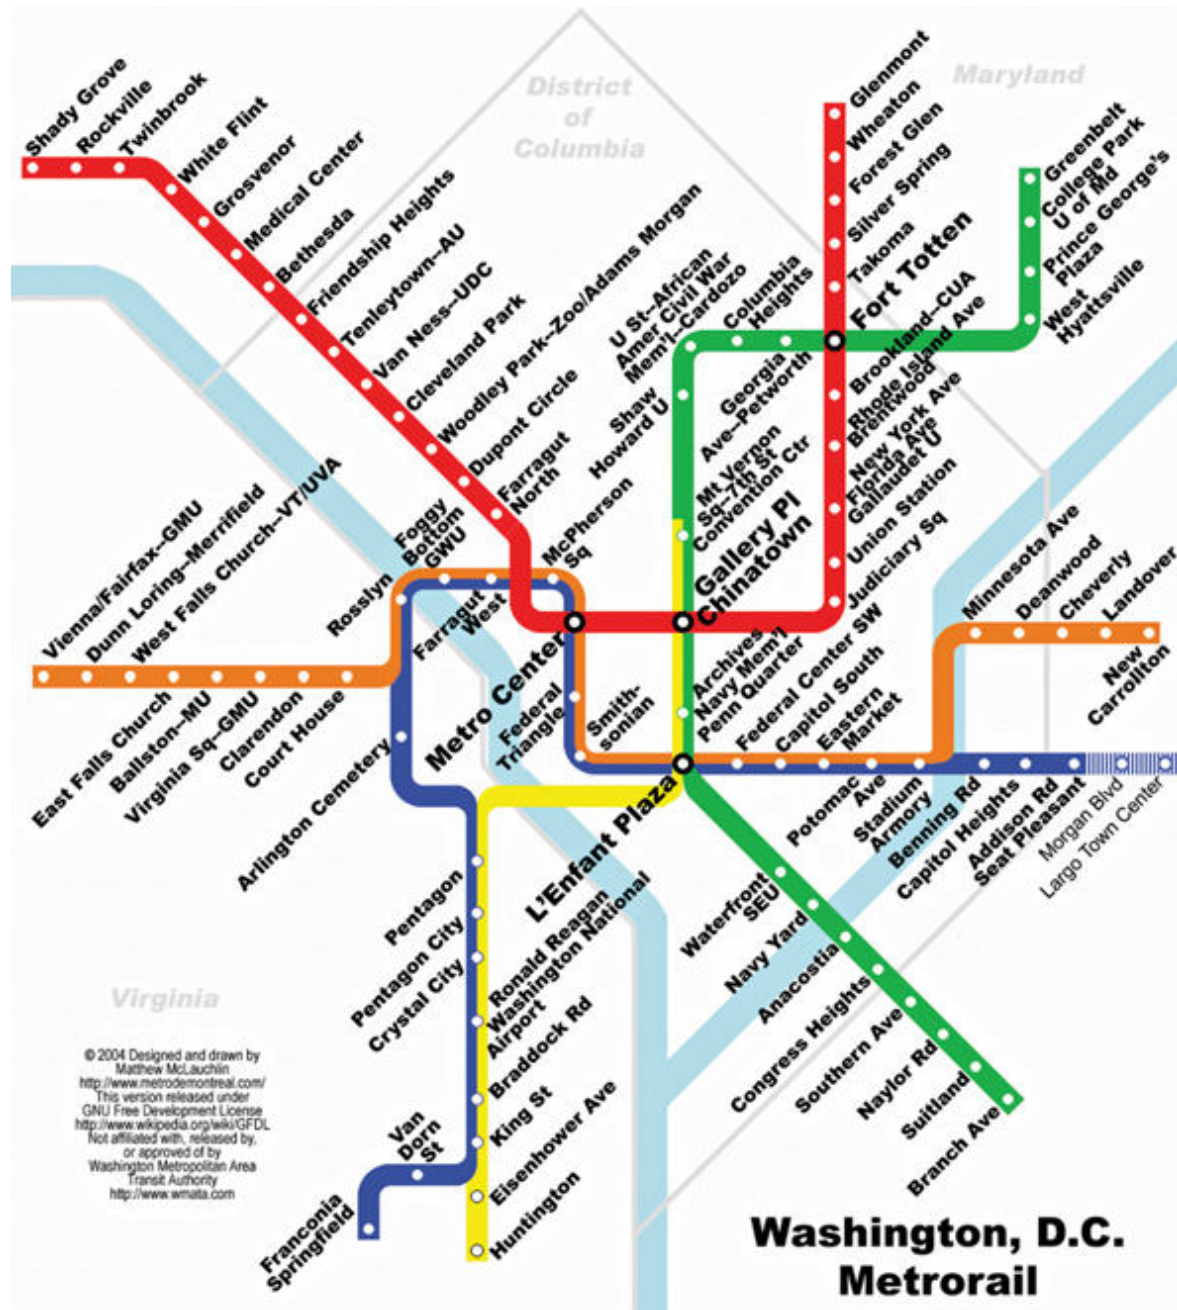 District
of
Columbia
Maryland
Shady Grove
Rockville
Twinbrook
White Flint
Grosvenor
Medical Center
Bethesda
Friendship Heights
Tenleytown--AU
Van Ness--UDC
Cleveland Park
Woodley Park--Zoo/Adams Morgan
Dupont Circle
Farragut
North
Glenmont
Wheaton
Forest Glen
Silver Spring
Takoma
Fort Totten
Brookland--CUA
Rhode Island Ave
Brentwood
New York Ave
Florida Ave
Gallaudet U
Union Station
Judiciary Sq
Greenbelt
College Park
U of Md
Prince George's
Plaza
West
Hyattsville
U St--African
Amer Civil War
Mem'l--Cardozo
Columbia
Heights
Georgia
Ave--Petworth
Shaw
Howard U
Mt Vernon
Sq--7th St
Convention Ctr
Gallery Pl
Chinatown
Archives
Navy Mem'l
Penn Quarter
Vienna/Fairfax--GMU
Dunn Loring--Merrifield
West Falls Church--VT/UVA
East Falls Church
Ballston--MU
Virginia Sq--GMU
Clarendon
Court House
Rosslyn
Foggy
Bottom
GWU
Farragut
West
McPherson
Sq
Metro Center
Federal
Triangle
Smith-
sonian
Federal Center SW
Capitol South
Eastern
Market
Potomac
Ave
Stadium
Armory
Minnesota Ave
Deanwood
Cheverly
Landover
New
Carrollton
Benning Rd
Capitol Heights
Addison Rd
Seat Pleasant
Morgan Blvd
Largo Town Center
Arlington Cemetery
L'Enfant Plaza
Pentagon
Pentagon City
Crystal City
Ronald Reagan
Washington National
Airport
Braddock Rd
King St
Eisenhower Ave
Huntington
Van
Dorn
St
Franconia
Springfield
Waterfront
SEU
Navy Yard
Anacostia
Congress Heights
Southern Ave
Naylor Rd
Suitland
Branch Ave
Virginia
© 2004 Designed and drawn by
Matthew McLauchlin
http://www.metrodemontreal.com/
This version released under
GNU Free Development License
http://www.wikipedia.org/wiki/GFDL
Not affiliated with, released by,
or approved of by
Washington Metropolitan Area
Transit Authority
http://www.wmata.com
Washington, D.C.
Metrorail